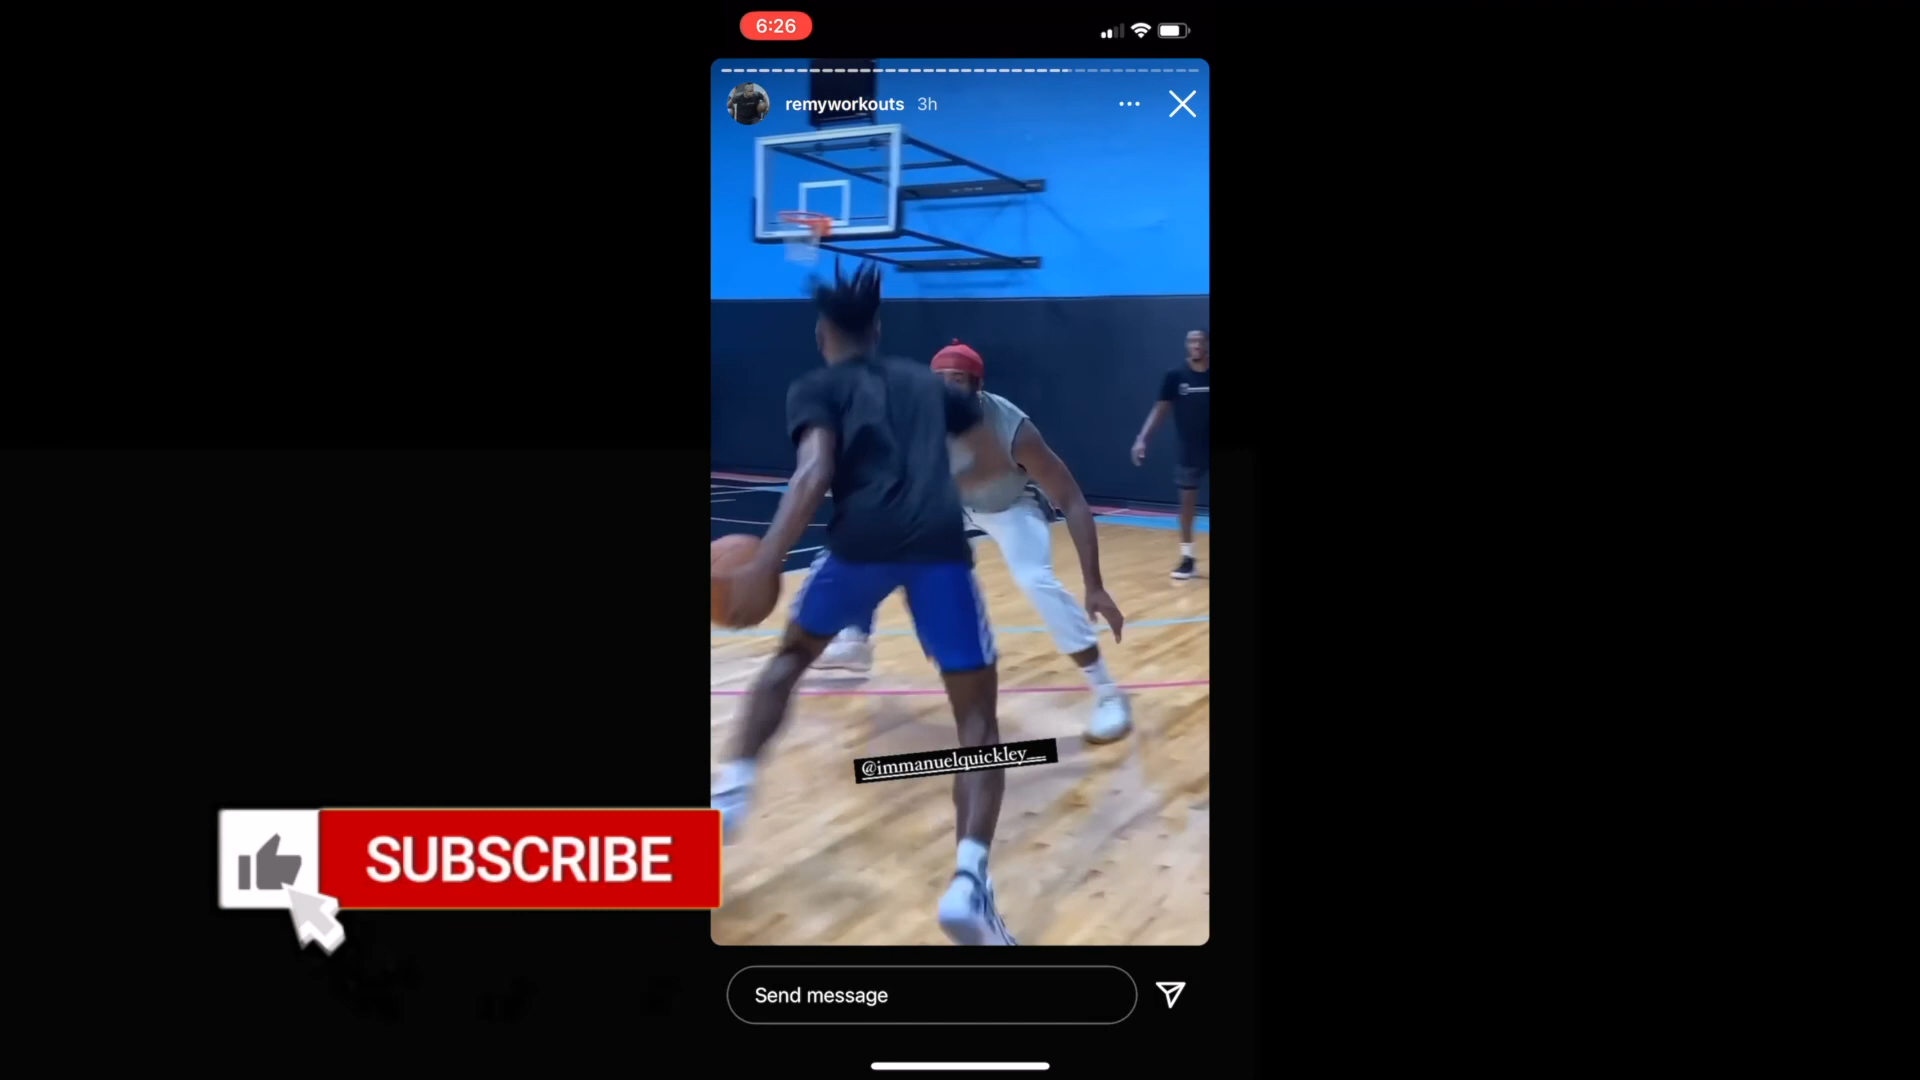 6:26
remyworkouts 3h
@immanuelquickley__
SUBSCRIBE
Send message